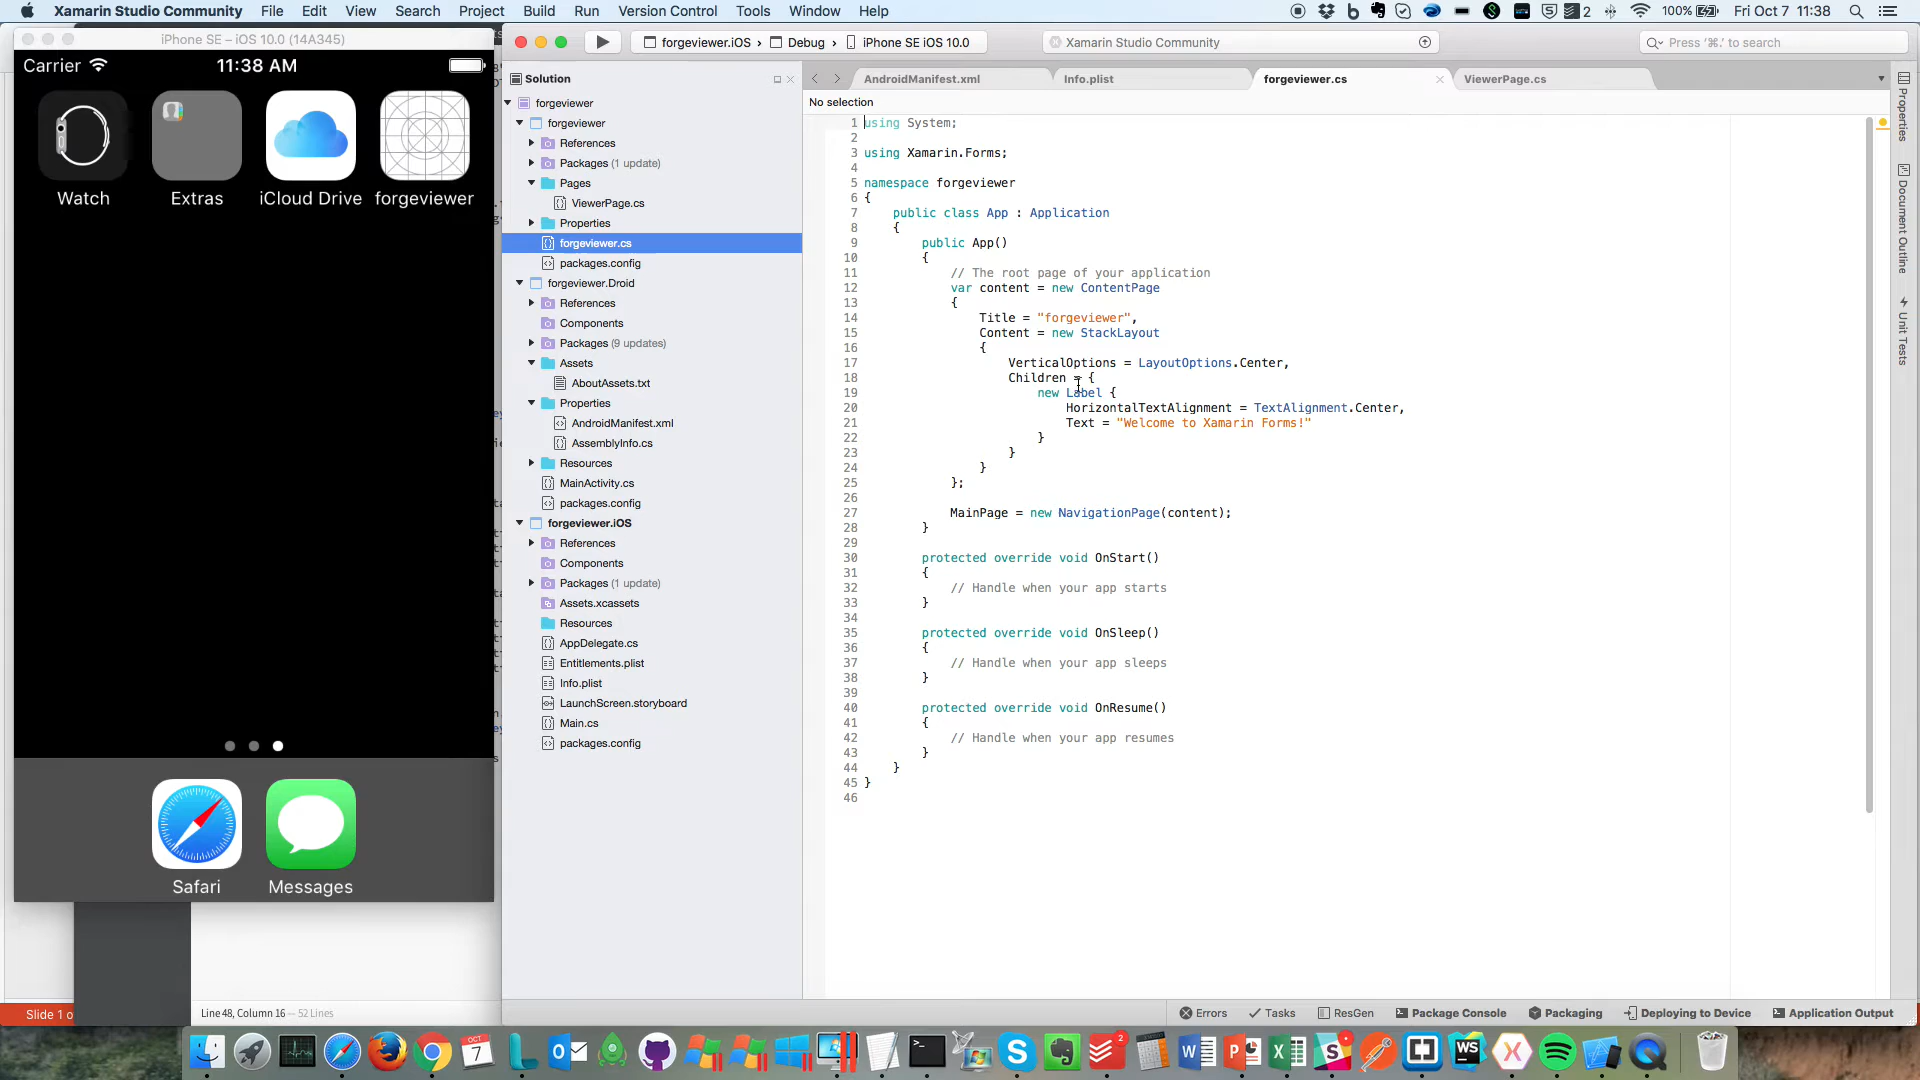 Xamarin Studio Community File Edit View Search Project Build Run Version Control Tools Window Help
2 100% Fri Oct 7 11:38
iPhone SE – iOS 10.0 (14A345)
Carrier 11:38 AM
Watch Extras iCloud Drive forgeviewer
Safari Messages
Slide 1 o
Line 48, Column 16 — 52 Lines
forgeviewer.iOS > Debug > iPhone SE iOS 10.0
Xamarin Studio Community
Press '⌘.' to search
Solution
forgeviewer
forgeviewer
References
Packages (1 update)
Pages
ViewerPage.cs
Properties
forgeviewer.cs
packages.config
forgeviewer.Droid
References
Components
Packages (9 updates)
Assets
AboutAssets.txt
Properties
AndroidManifest.xml
AssemblyInfo.cs
Resources
MainActivity.cs
packages.config
forgeviewer.iOS
References
Components
Packages (1 update)
Assets.xcassets
Resources
AppDelegate.cs
Entitlements.plist
Info.plist
LaunchScreen.storyboard
Main.cs
packages.config
AndroidManifest.xml Info.plist forgeviewer.cs ViewerPage.cs
No selection
1 using System;
2
3 using Xamarin.Forms;
4
5 namespace forgeviewer
6 {
7 public class App : Application
8 {
9 public App()
10 {
11 // The root page of your application
12 var content = new ContentPage
13 {
14 Title = "forgeviewer",
15 Content = new StackLayout
16 {
17 VerticalOptions = LayoutOptions.Center,
18 Children = {
19 new Label {
20 HorizontalTextAlignment = TextAlignment.Center,
21 Text = "Welcome to Xamarin Forms!"
22 }
23 }
24 }
25 };
26
27 MainPage = new NavigationPage(content);
28 }
29
30 protected override void OnStart()
31 {
32 // Handle when your app starts
33 }
34
35 protected override void OnSleep()
36 {
37 // Handle when your app sleeps
38 }
39
40 protected override void OnResume()
41 {
42 // Handle when your app resumes
43 }
44 }
45 }
46
Properties
Document Outline
Unit Tests
Errors Tasks ResGen Package Console Packaging Deploying to Device Application Output
OCT
7
2
WS